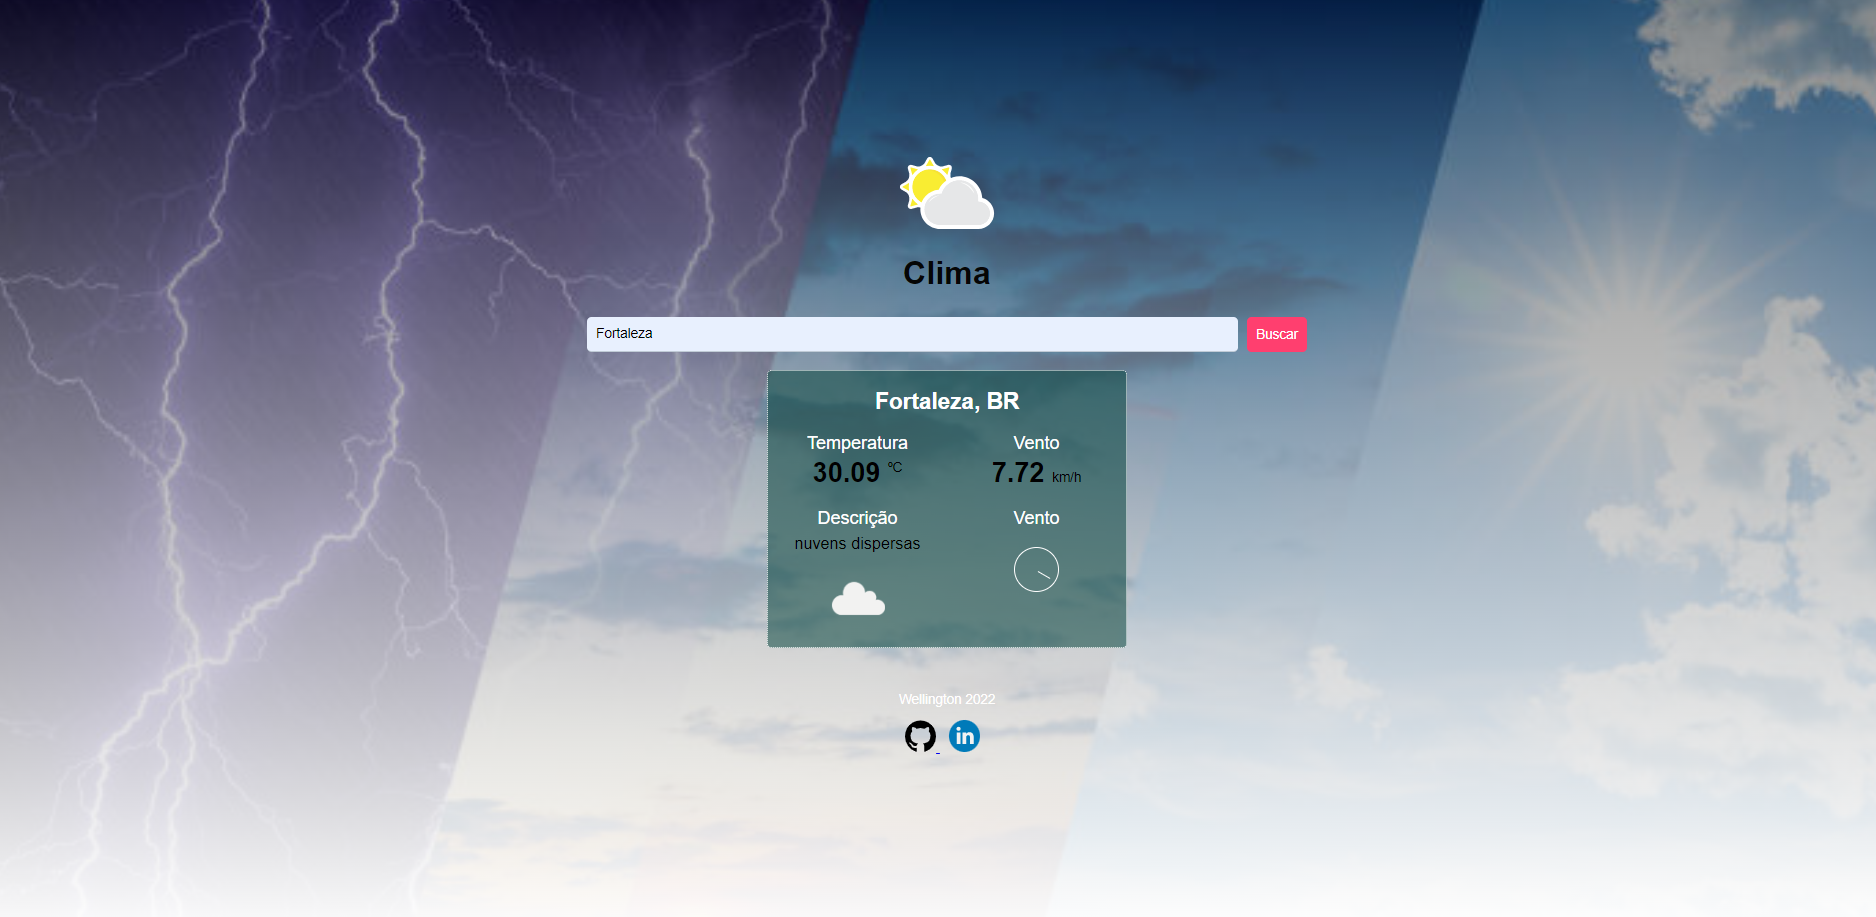 Clima
Fortaleza
Buscar
Fortaleza, BR
Temperatura
30.09 ºC
Vento
7.72 km/h
Descrição
nuvens dispersas
Vento
Wellington 2022
in